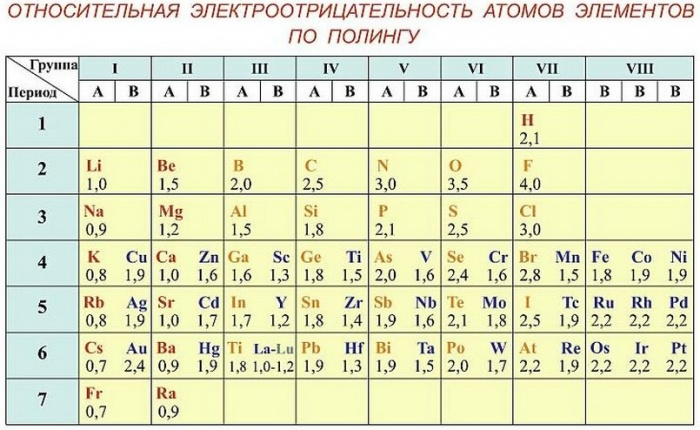 ОТНОСИТЕЛЬНАЯ ЭЛЕКТРООТРИЦАТЕЛЬНОСТЬ АТОМОВ ЭЛЕМЕНТОВ
ПО ПОЛИНГУ
Группа I II III IV V VI VII VIII
Период A B A B A B A B A B A B A B B B B
1 H
2,1
2 Li Be B C N O F
1,0 1,5 2,0 2,5 3,0 3,5 4,0
3 Na Mg Al Si P S Cl
0,9 1,2 1,5 1,8 2,1 2,5 3,0
4 K Cu Ca Zn Ga Sc Ge Ti As V Se Cr Br Mn Fe Co Ni
0,8 1,9 1,0 1,6 1,6 1,3 1,8 1,5 2,0 1,6 2,4 1,6 2,8 1,5 1,8 1,9 1,9
5 Rb Ag Sr Cd In Y Sn Zr Sb Nb Te Mo I Tc Ru Rh Pd
0,8 1,9 1,0 1,7 1,7 1,2 1,8 1,4 1,9 1,6 2,1 1,8 2,5 1,9 2,2 2,2 2,2
6 Cs Au Ba Hg Ti La-Lu Pb Hf Bi Ta Po W At Re Os Ir Pt
0,7 2,4 0,9 1,9 1,8 1,0-1,2 1,9 1,3 1,9 1,5 2,0 1,7 2,2 1,9 2,2 2,2 2,2
7 Fr Ra
0,7 0,9